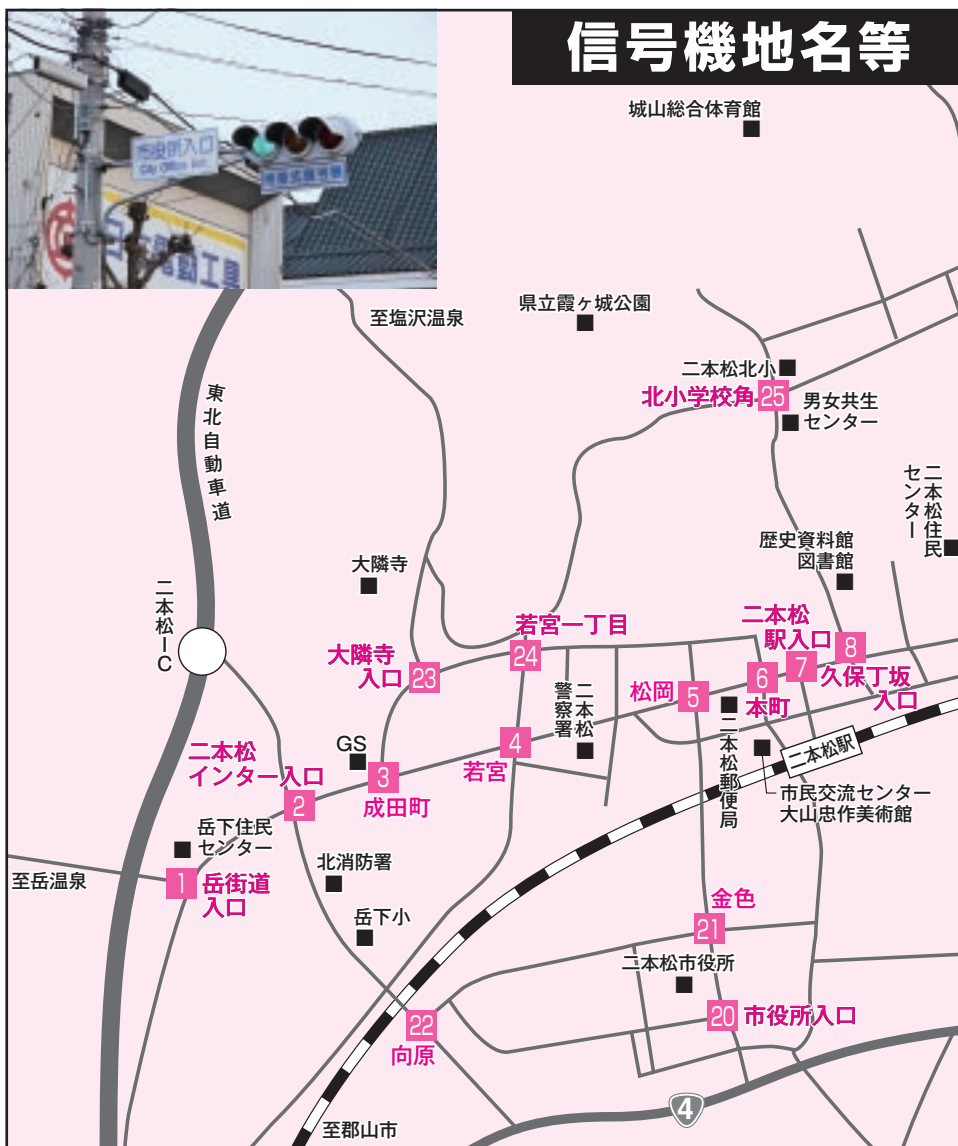 信号機地名等
市役所入口
City Office Ent.
城山総合体育館
至塩沢温泉
県立霞ヶ城公園
二本松北小
北小学校角
25
男女共生
センター
東北自動車道
二本松住民
センター
歴史資料館
図書館
大隣寺
二本松IC
若宮一丁目
24
大隣寺
入口
23
二本松
駅入口
7
8
久保丁坂
入口
6
本町
松岡
5
二本松
警察署
二本松郵便局
二本松駅
市民交流センター
大山忠作美術館
4
若宮
GS
3
成田町
二本松
インター入口
2
岳下住民
センター
至岳温泉
1
岳街道
入口
北消防署
岳下小
金色
21
二本松市役所
20
市役所入口
22
向原
4
至郡山市